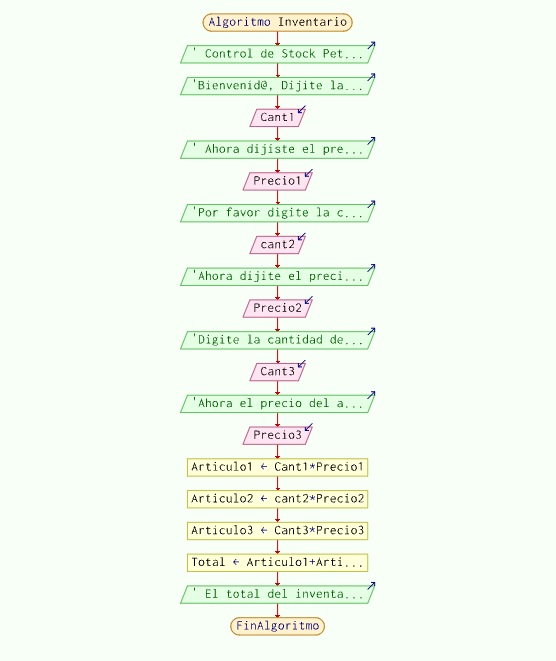 Algoritmo Inventario
' Control de Stock Pet...
'Bienvenid@, Dijite la...
Cant1
' Ahora dijiste el pre...
Precio1
'Por favor digite la c...
cant2
'Ahora dijite el preci...
Precio2
'Digite la cantidad de...
Cant3
'Ahora el precio del a...
Precio3
Articulo1 ← Cant1*Precio1
Articulo2 ← cant2*Precio2
Articulo3 ← Cant3*Precio3
Total ← Articulo1+Arti...
' El total del inventa...
FinAlgoritmo